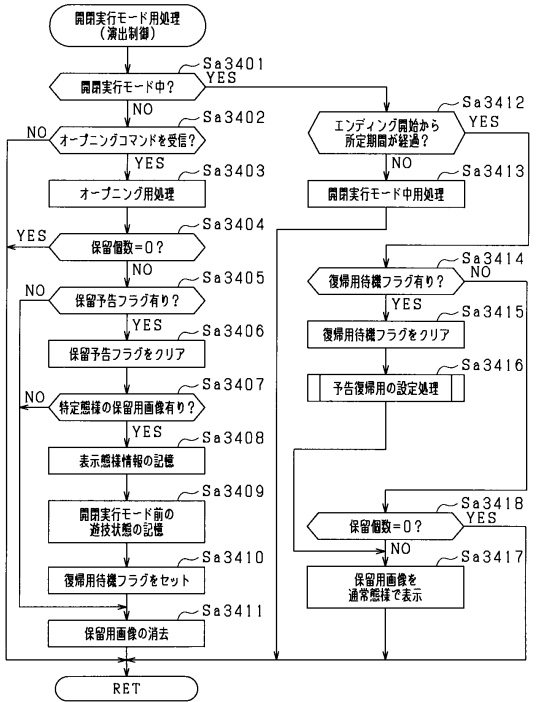 開閉実行モード用処理
(演出制御)
Sa3401
開閉実行モード中?
YES
NO
Sa3402
オープニングコマンドを受信?
NO
YES
Sa3403
オープニング用処理
Sa3404
保留個数=0?
YES
NO
Sa3405
保留予告フラグ有り?
NO
YES
Sa3406
保留予告フラグをクリア
Sa3407
特定態様の保留用画像有り?
NO
YES
Sa3408
表示態様情報の記憶
Sa3409
開閉実行モード前の
遊技状態の記憶
Sa3410
復帰用待機フラグをセット
Sa3411
保留用画像の消去
RET
Sa3412
エンディング開始から
所定期間が経過?
YES
NO
Sa3413
開閉実行モード中用処理
Sa3414
復帰用待機フラグ有り?
NO
YES
Sa3415
復帰用待機フラグをクリア
Sa3416
予告復帰用の設定処理
Sa3418
保留個数=0?
YES
NO
Sa3417
保留用画像を
通常態様で表示